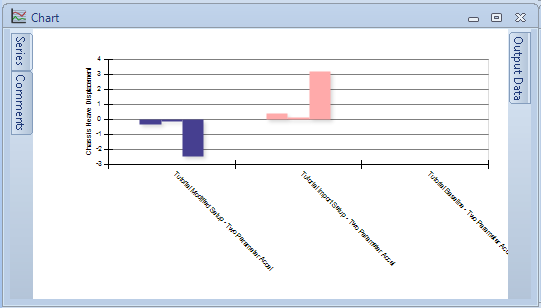 Chart
Series
Comments
Output Data
Chassis Heave Displacement
4
3
2
1
0
-1
-2
-3
Tutorial Modified Setup - Two Parameter Accel
Tutorial Import Setup - Two Parameter Accel
Tutorial Baseline - Two Parameter Acc